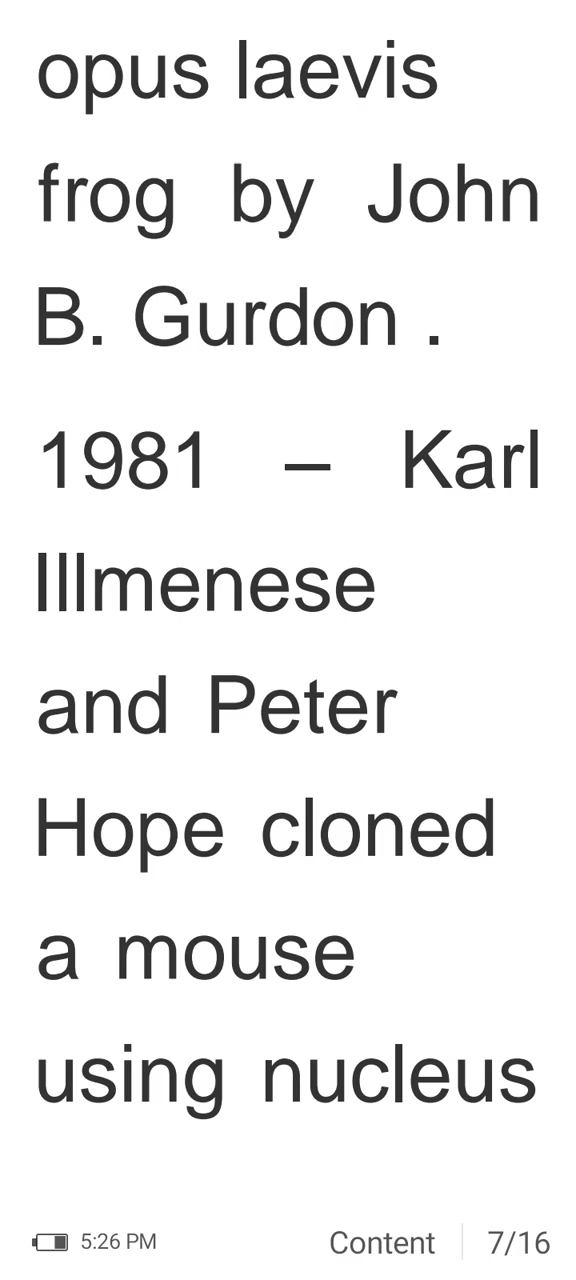 opus laevis
frog by John
B. Gurdon .
1981 – Karl
Illmenese
and Peter
Hope cloned
a mouse
using nucleus
5:26 PM Content 7/16